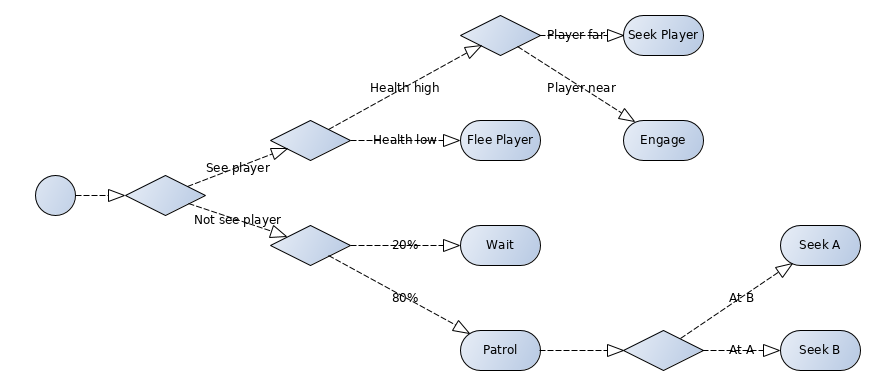 Player far
Seek Player
Health high
Player near
Health low
Flee Player
Engage
See player
Not see player
20%
Wait
Seek A
80%
At B
Patrol
At A
Seek B